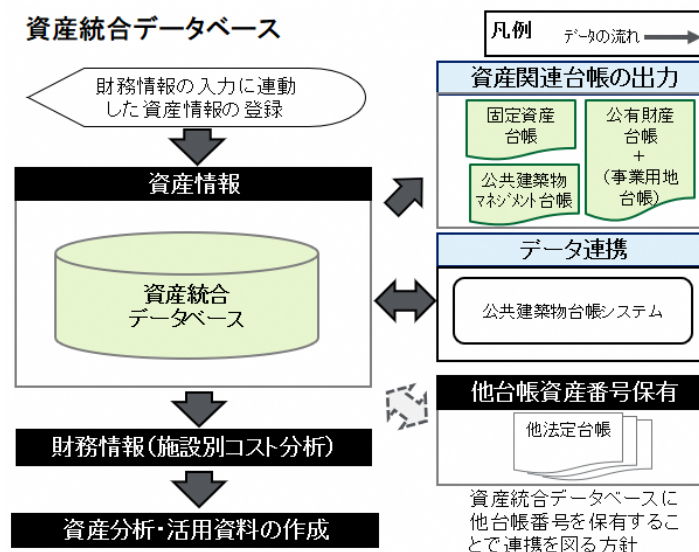 資産統合データベース
凡例
データの流れ
財務情報の入力に連動
した資産情報の登録
資産情報
資産統合
データベース
財務情報(施設別コスト分析)
資産分析・活用資料の作成
資産関連台帳の出力
固定資産
台帳
公共建築物
マネジメント台帳
公有財産
台帳
+
(事業用地
台帳)
データ連携
公共建築物台帳システム
他台帳資産番号保有
他法定台帳
資産統合データベースに
他台帳番号を保有するこ
とで連携を図る方針